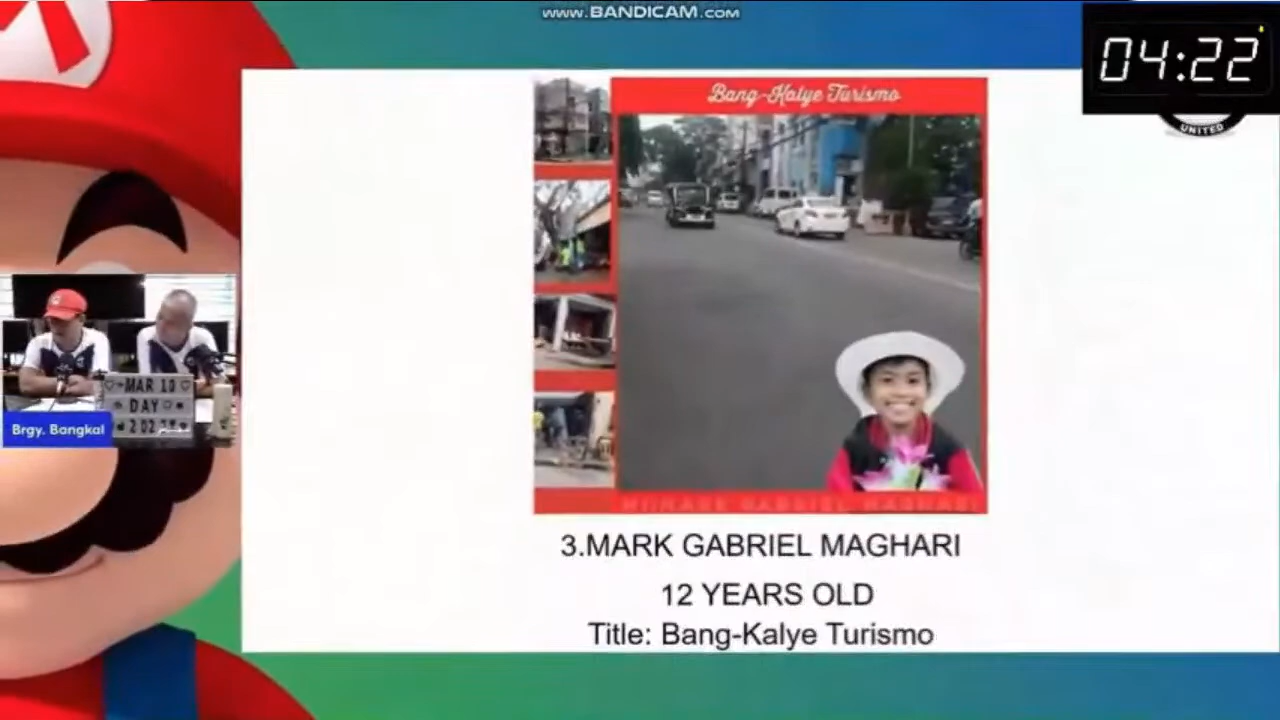 www.BANDICAM.com
04:22
UNITED
Bang-Kalye Turismo
MAR 10
DAY
Brgy. Bangkal
3.MARK GABRIEL MAGHARI
12 YEARS OLD
Title: Bang-Kalye Turismo